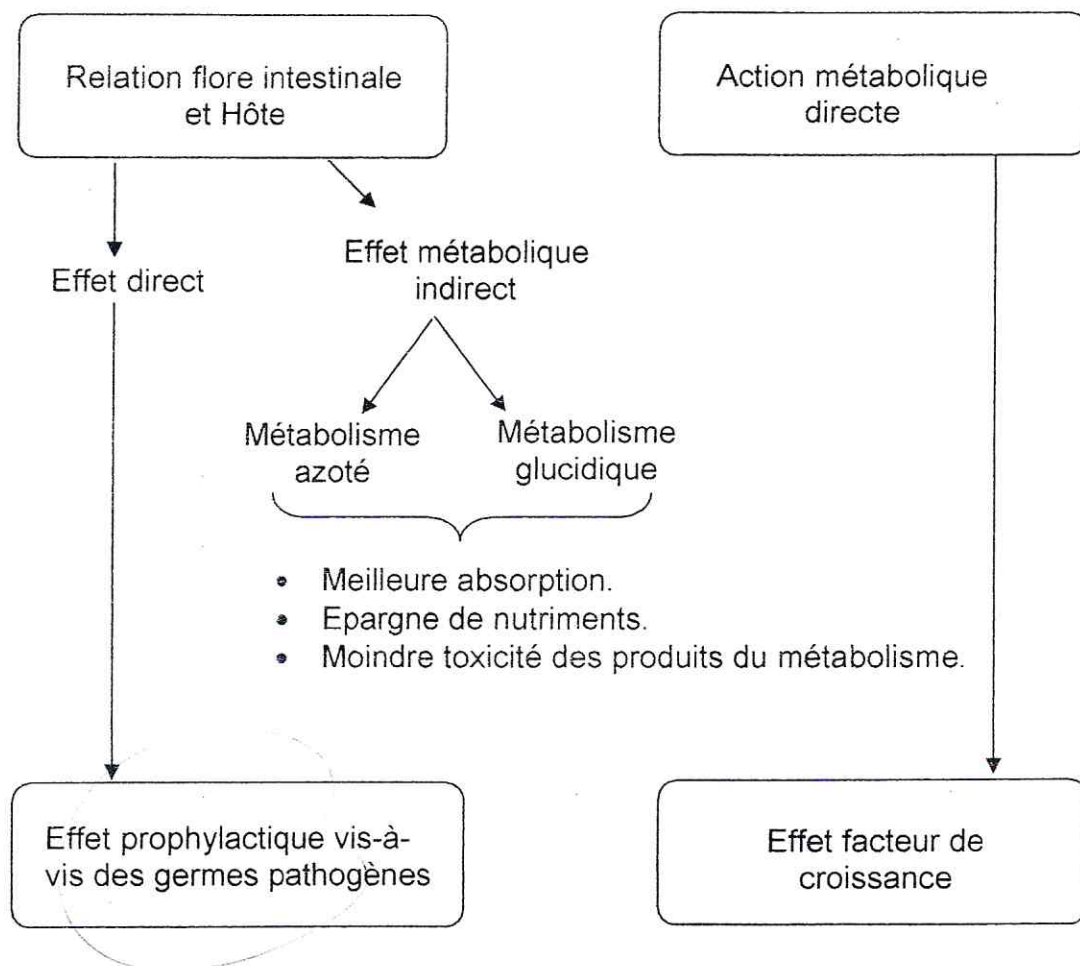 Relation flore intestinale
et Hôte
Action métabolique
directe
Effet direct
Effet métabolique
indirect
Métabolisme
azoté
Métabolisme
glucidique
• Meilleure absorption.
• Epargne de nutriments.
• Moindre toxicité des produits du métabolisme.
Effet prophylactique vis-à-
vis des germes pathogènes
Effet facteur de
croissance